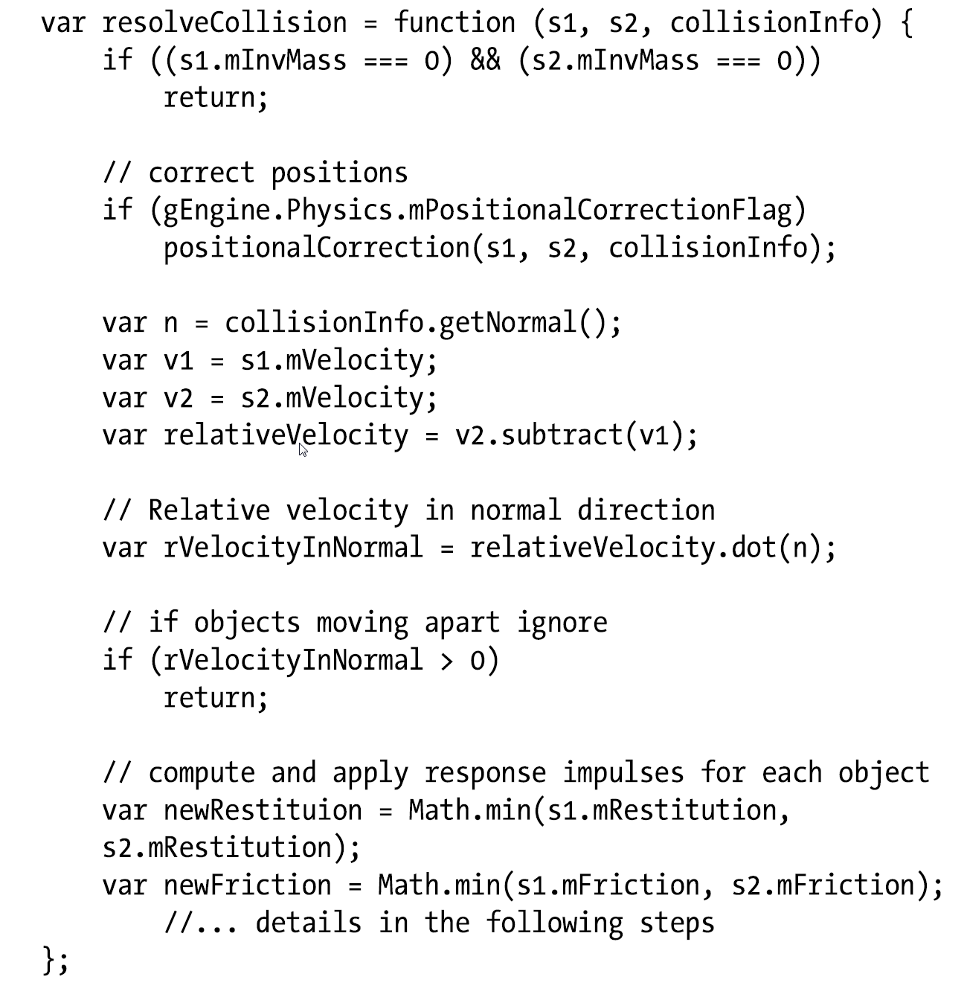 var resolveCollision = function (s1, s2, collisionInfo) {
    if ((s1.mInvMass === 0) && (s2.mInvMass === 0))
        return;

    // correct positions
    if (gEngine.Physics.mPositionalCorrectionFlag)
        positionalCorrection(s1, s2, collisionInfo);

    var n = collisionInfo.getNormal();
    var v1 = s1.mVelocity;
    var v2 = s2.mVelocity;
    var relativeVelocity = v2.subtract(v1);

    // Relative velocity in normal direction
    var rVelocityInNormal = relativeVelocity.dot(n);

    // if objects moving apart ignore
    if (rVelocityInNormal > 0)
        return;

    // compute and apply response impulses for each object
    var newRestituion = Math.min(s1.mRestitution,
    s2.mRestitution);
    var newFriction = Math.min(s1.mFriction, s2.mFriction);
        //... details in the following steps
};